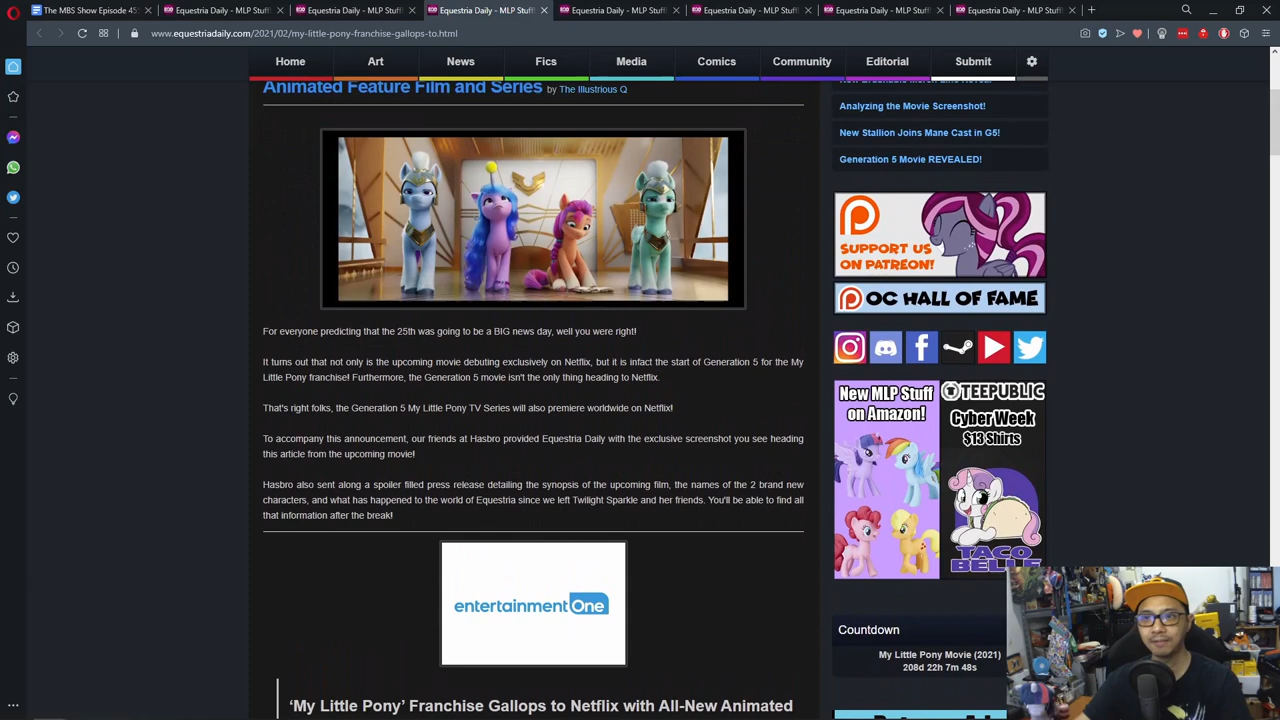 The MBS Show Episode 45
Equestria Daily - MLP Stuff
Equestria Daily - MLP Stuff
Equestria Daily - MLP Stuff
Equestria Daily - MLP Stuff
Equestria Daily - MLP Stuff
Equestria Daily - MLP Stuff
Equestria Daily - MLP Stuff
www.equestriadaily.com/2021/02/my-little-pony-franchise-gallops-to.html
Home Art News Fics Media Comics Community Editorial Submit
Animated Feature Film and Series by The Illustrious Q
For everyone predicting that the 25th was going to be a BIG news day, well you were right!
It turns out that not only is the upcoming movie debuting exclusively on Netflix, but it is infact the start of Generation 5 for the My
Little Pony franchise! Furthermore, the Generation 5 movie isn't the only thing heading to Netflix.
That's right folks, the Generation 5 My Little Pony TV Series will also premiere worldwide on Netflix!
To accompany this announcement, our friends at Hasbro provided Equestria Daily with the exclusive screenshot you see heading
this article from the upcoming movie!
Hasbro also sent along a spoiler filled press release detailing the synopsis of the upcoming film, the names of the 2 brand new
characters, and what has happened to the world of Equestria since we left Twilight Sparkle and her friends. You'll be able to find all
that information after the break!
entertainment One
‘My Little Pony’ Franchise Gallops to Netflix with All-New Animated
Analyzing the Movie Screenshot!
New Stallion Joins Mane Cast in G5!
Generation 5 Movie REVEALED!
SUPPORT US
ON PATREON!
OC HALL OF FAME
New MLP Stuff
on Amazon!
TEEPUBLIC
Cyber Week
$13 Shirts
TACO
BELLE
Countdown
My Little Pony Movie (2021)
208d 22h 7m 48s